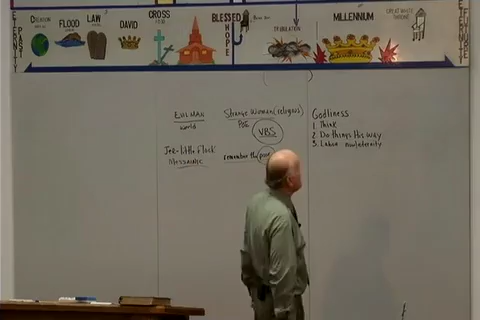 ETERNITY PAST
CREATION
FLOOD
LAW
DAVID
CROSS
BLESSED
HOPE
TRIBULATION
MILLENNIUM
GREAT WHITE
THRONE
ETERNITY FUTURE
Evil MAN
World
Strange Woman (religious)
VBS
Jer-little flock
Messianic
remember the poor
Godliness
1. Think
2. Do things His way
3. Labor